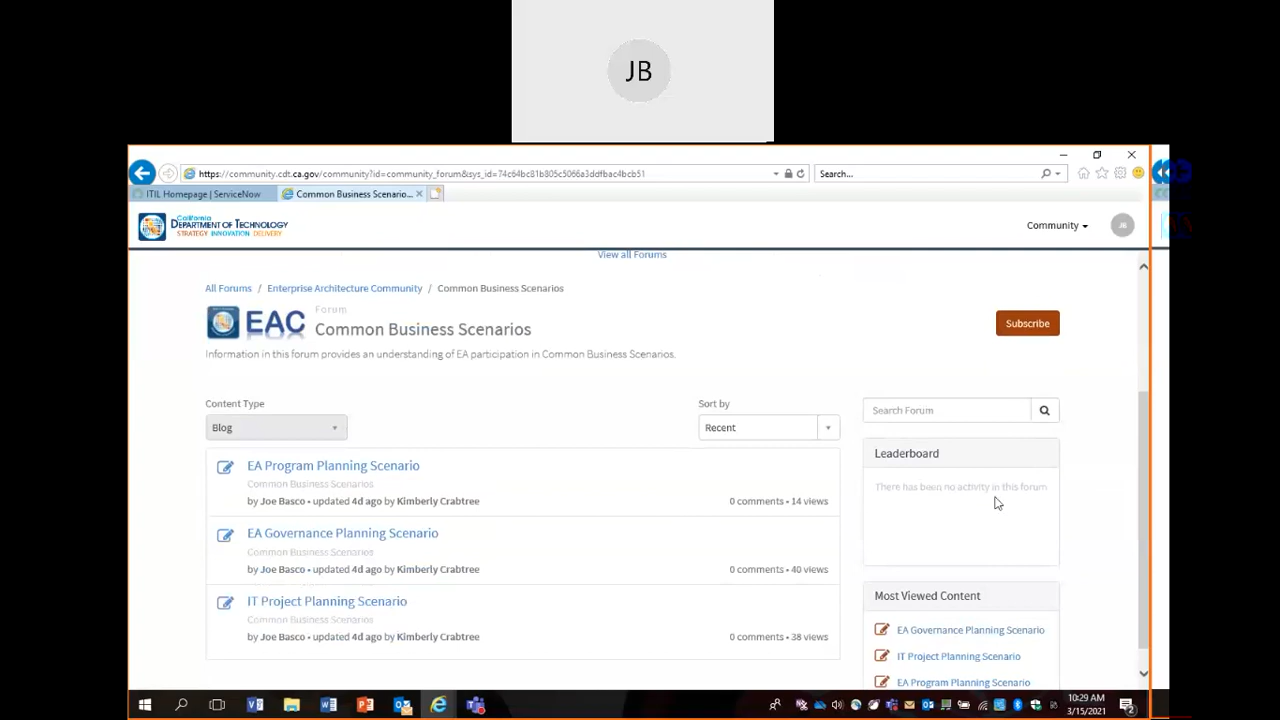 JB
https://community.cdt.ca.gov/community?id=community_forum&sys_id=74c64bc81b805c5066a3ddfbac4bcb51
Search...
ITIL Homepage | ServiceNow
Common Business Scenario...
California
DEPARTMENT OF TECHNOLOGY
STRATEGY INNOVATION DELIVERY
Community
JB
View all Forums
All Forums / Enterprise Architecture Community / Common Business Scenarios
EAC
Forum
Common Business Scenarios
Subscribe
Information in this forum provides an understanding of EA participation in Common Business Scenarios.
Content Type
Sort by
Blog
Recent
Search Forum
EA Program Planning Scenario
Common Business Scenarios
by Joe Basco • updated 4d ago by Kimberly Crabtree
0 comments • 14 views
EA Governance Planning Scenario
Common Business Scenarios
by Joe Basco • updated 4d ago by Kimberly Crabtree
0 comments • 40 views
IT Project Planning Scenario
Common Business Scenarios
by Joe Basco • updated 4d ago by Kimberly Crabtree
0 comments • 38 views
Leaderboard
There has been no activity in this forum
Most Viewed Content
EA Governance Planning Scenario
IT Project Planning Scenario
EA Program Planning Scenario
10:29 AM
3/15/2021